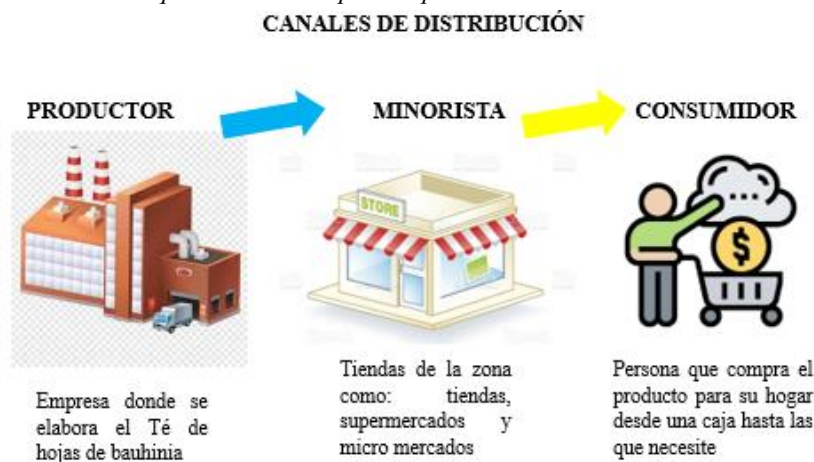 CANALES DE DISTRIBUCIÓN
PRODUCTOR
MINORISTA
CONSUMIDOR
STORE
$
Empresa donde se
elabora el Té de
hojas de bauhinia
Tiendas de la zona
como: tiendas,
supermercados y
micro mercados
Persona que compra el
producto para su hogar
desde una caja hasta las
que necesite